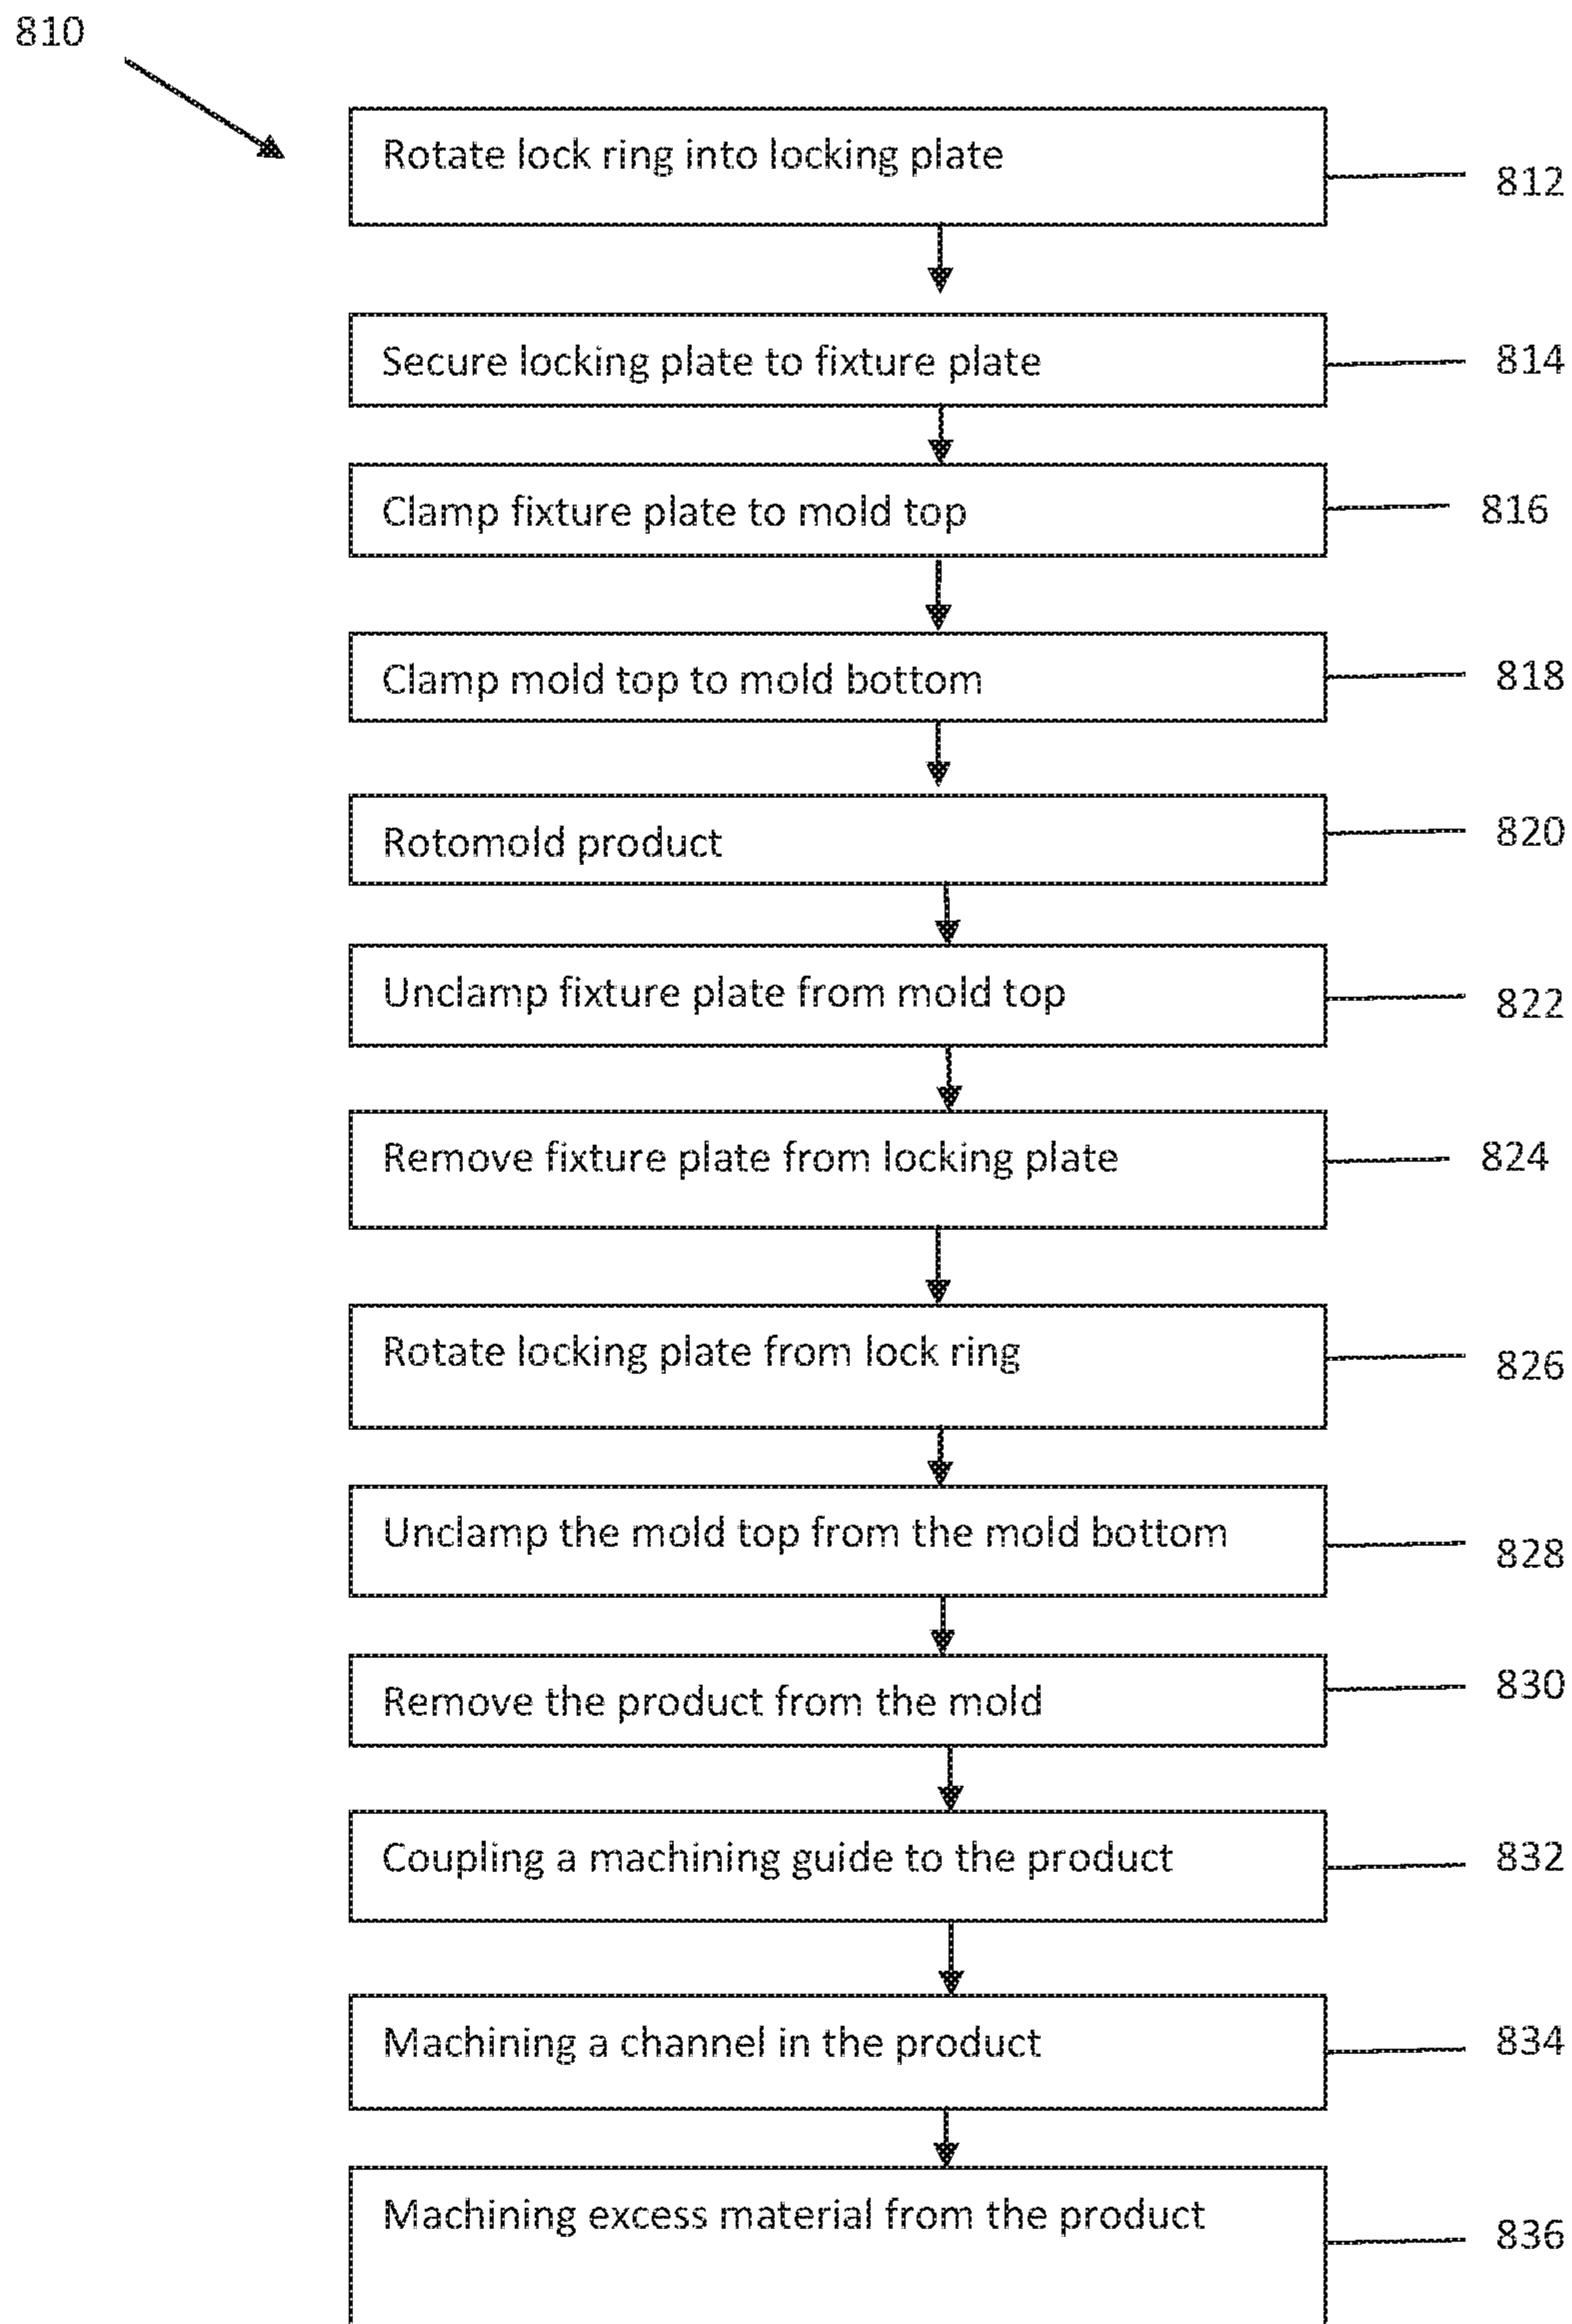 810
Rotate lock ring into locking plate
812
Secure locking plate to fixture plate
814
Clamp fixture plate to mold top
816
Clamp mold top to mold bottom
818
Rotomold product
820
Unclamp fixture plate from mold top
822
Remove fixture plate from locking plate
824
Rotate locking plate from lock ring
826
Unclamp the mold top from the mold bottom
828
Remove the product from the mold
830
Coupling a machining guide to the product
832
Machining a channel in the product
834
Machining excess material from the product
836